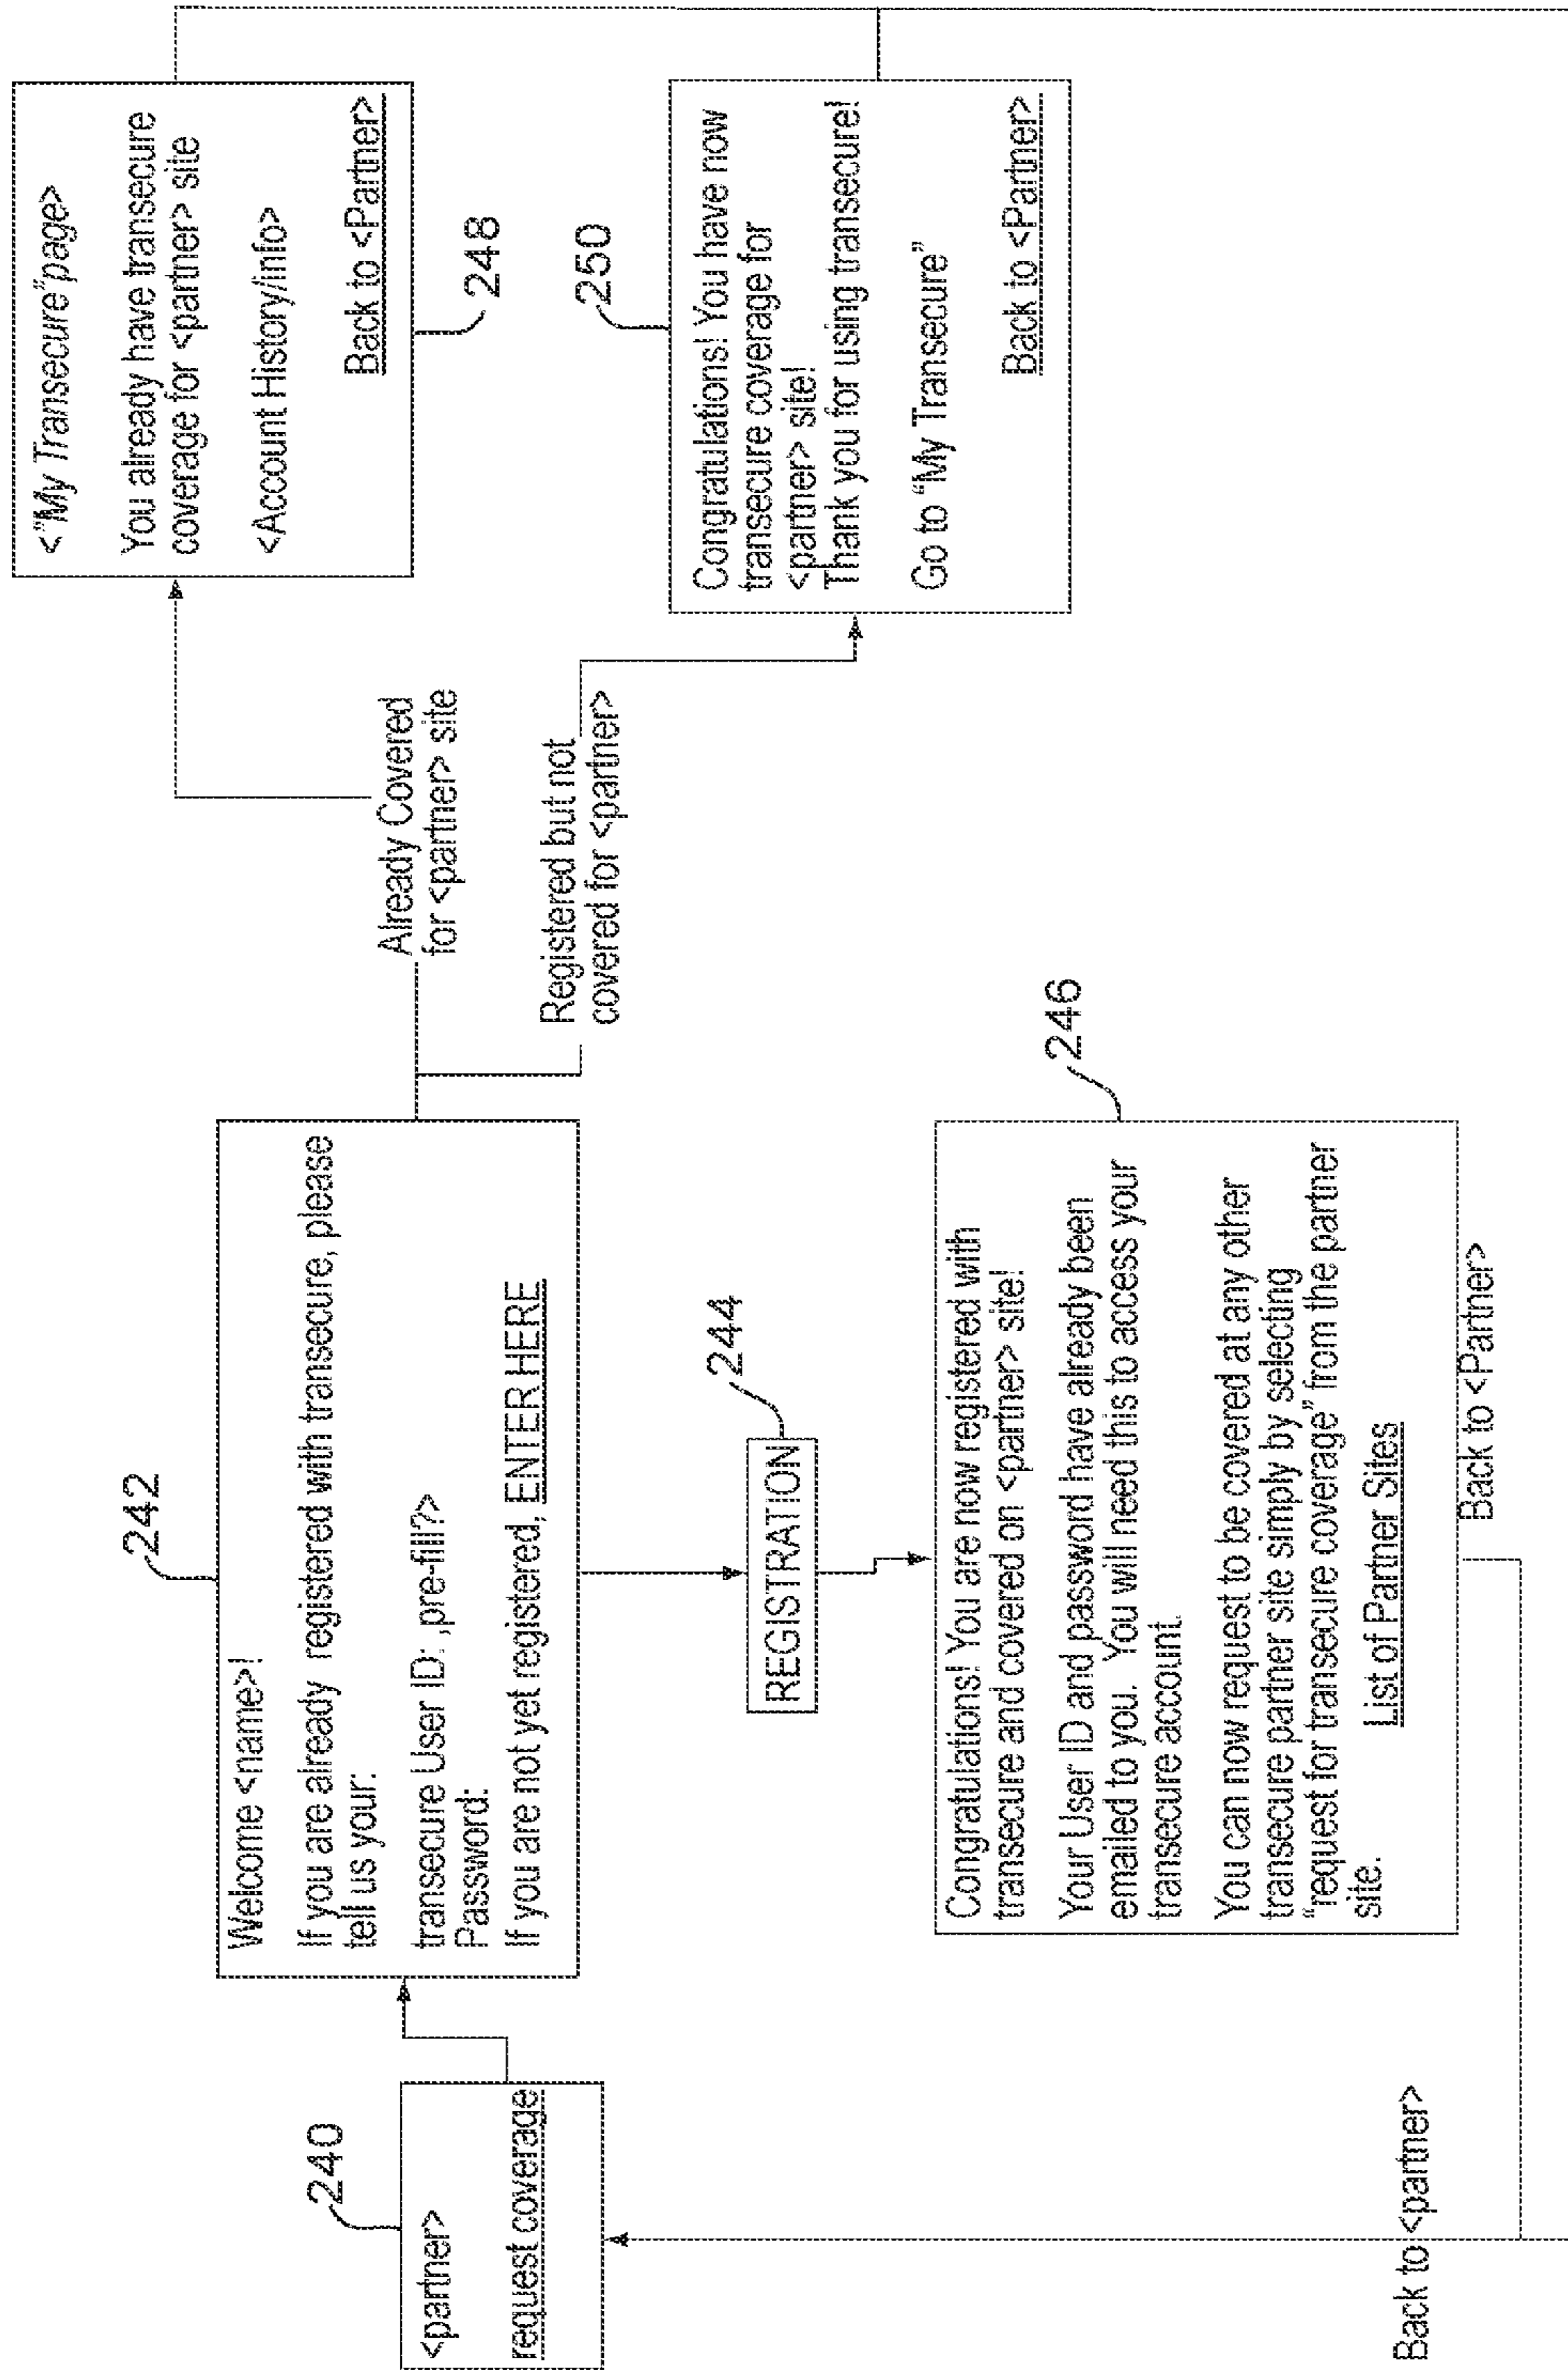 240
<partner>
request coverage
242
Welcome <name>!
If you are already registered with transecure, please
tell us your:
transecure User ID: ,pre-fill?>
Password:
If you are not yet registered, ENTER HERE
Already Covered
for <partner> site
Registered but not
covered for <partner>
<"My Transecure"page>
You already have transecure
coverage for <partner> site
<Account History/info>
Back to <Partner>
248
250
Congratulations! You have now
transecure coverage for
<partner> site!
Thank you for using transecure!
Go to "My Transecure"
Back to <Partner>
244
REGISTRATION
246
Congratulations! You are now registered with
transecure and covered on <partner> site!
Your User ID and password have already been
emailed to you. You will need this to access your
transecure account.
You can now request to be covered at any other
transecure partner site simply by selecting
"request for transecure coverage" from the partner
site.
List of Partner Sites
Back to <Partner>
Back to <partner>